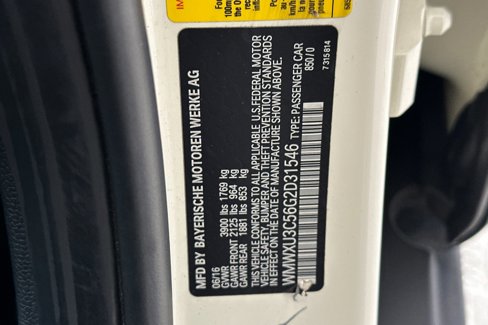 MFD BY BAYERISCHE MOTOREN WERKE AG
06/16
GVWR 3900 lbs 1769 kg
GAWR FRONT 2125 lbs 964 kg
GAWR REAR 1881 lbs 853 kg
THIS VEHICLE CONFORMS TO ALL APPLICABLE U.S. FEDERAL MOTOR
VEHICLE SAFETY, BUMPER, AND THEFT PREVENTION STANDARDS
IN EFFECT ON THE DATE OF MANUFACTURE SHOWN ABOVE.
WMWXU3C56G2D31546 TYPE: PASSENGER CAR
850/0
7 315 814